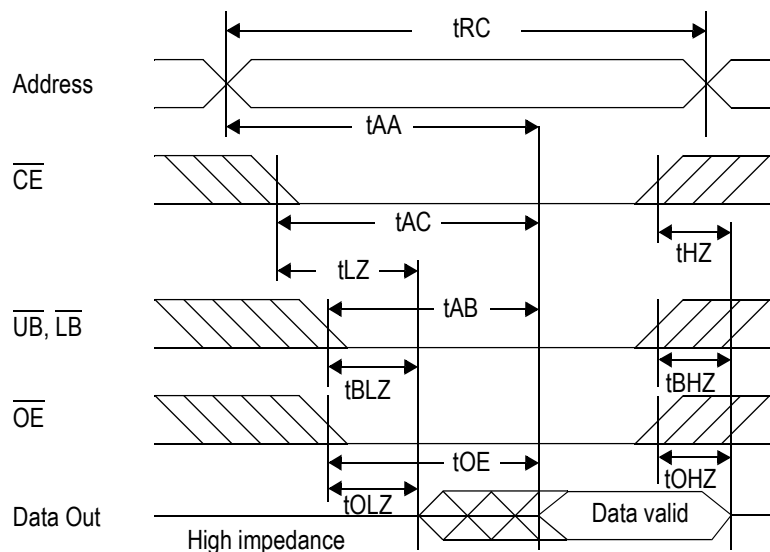 tRC
Address
tAA
CE
tAC
tHZ
tLZ
UB, LB
tAB
tBLZ
tBHZ
OE
tOE
tOHZ
tOLZ
Data Out
Data valid
High impedance